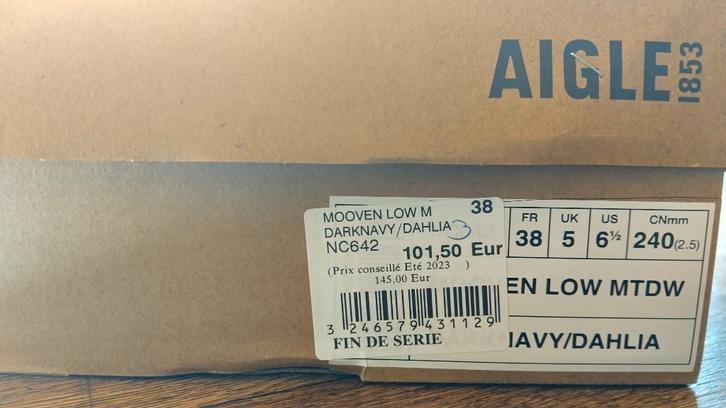 AIGLE 1853
MOOVEN LOW M 38
DARKNAVY/DAHLIA 3
NC642 101,50 Eur
(Prix conseillé Eté 2023 )
145,00 Eur
3 246579 431129
FIN DE SERIE
FR UK US CNmm
38 5 6½ 240(2.5)
EN LOW MTDW
NAVY/DAHLIA